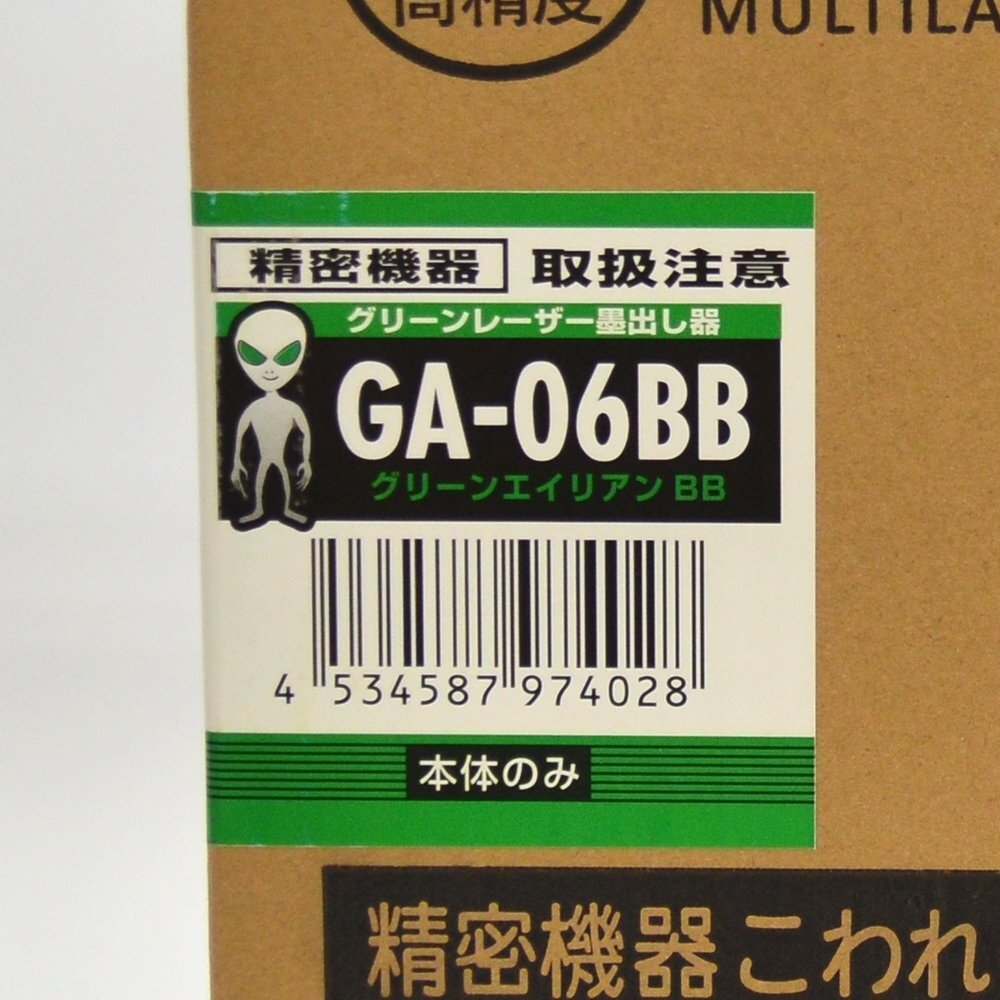 高精度
MULTILA
精密機器 取扱注意
グリーンレーザー墨出し器
GA-06BB
グリーンエイリアン BB
4 534587 974028
本体のみ
精密機器こわれ